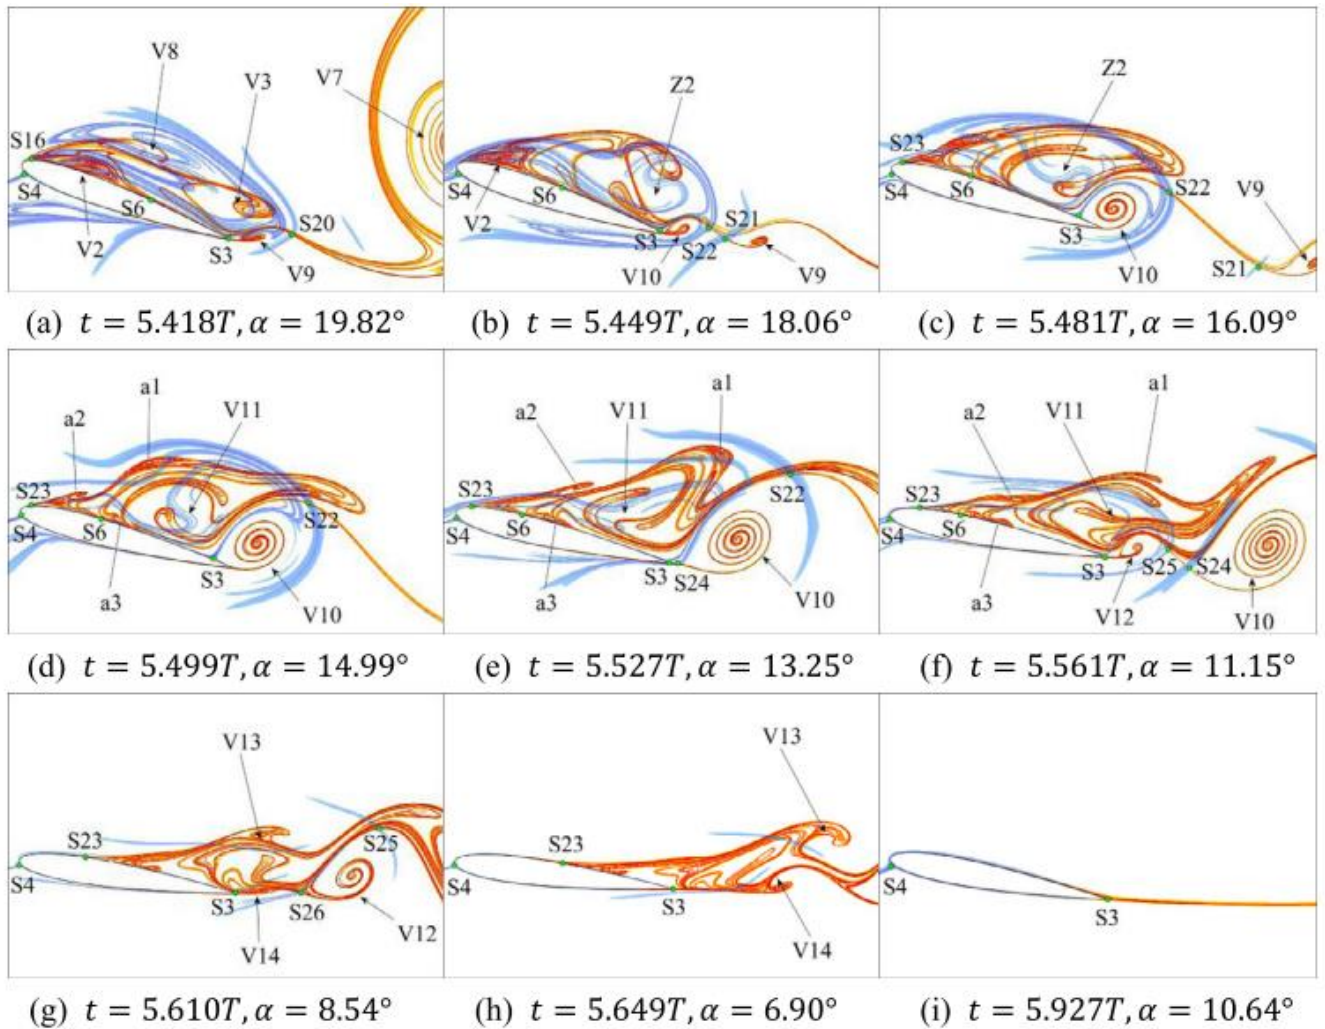 V8
V3
V7
S16
S4
S6
V2
S3
S20
V9
(a) t = 5.418T, α = 19.82°
Z2
S4
V2
S6
S3
S21
V10
S22
V9
(b) t = 5.449T, α = 18.06°
Z2
S23
S4
S6
S22
V9
S3
V10
S21
(c) t = 5.481T, α = 16.09°
a1
a2
V11
S23
S4
S6
S22
S3
a3
V10
(d) t = 5.499T, α = 14.99°
a1
a2
V11
S23
S4
S6
S22
S3
S24
a3
V10
(e) t = 5.527T, α = 13.25°
a1
a2
V11
S23
S4
S6
S3
S25
S24
a3
V12
V10
(f) t = 5.561T, α = 11.15°
V13
S23
S25
S4
S3
S26
V12
V14
(g) t = 5.610T, α = 8.54°
V13
S23
S4
S3
V14
(h) t = 5.649T, α = 6.90°
S4
S3
(i) t = 5.927T, α = 10.64°